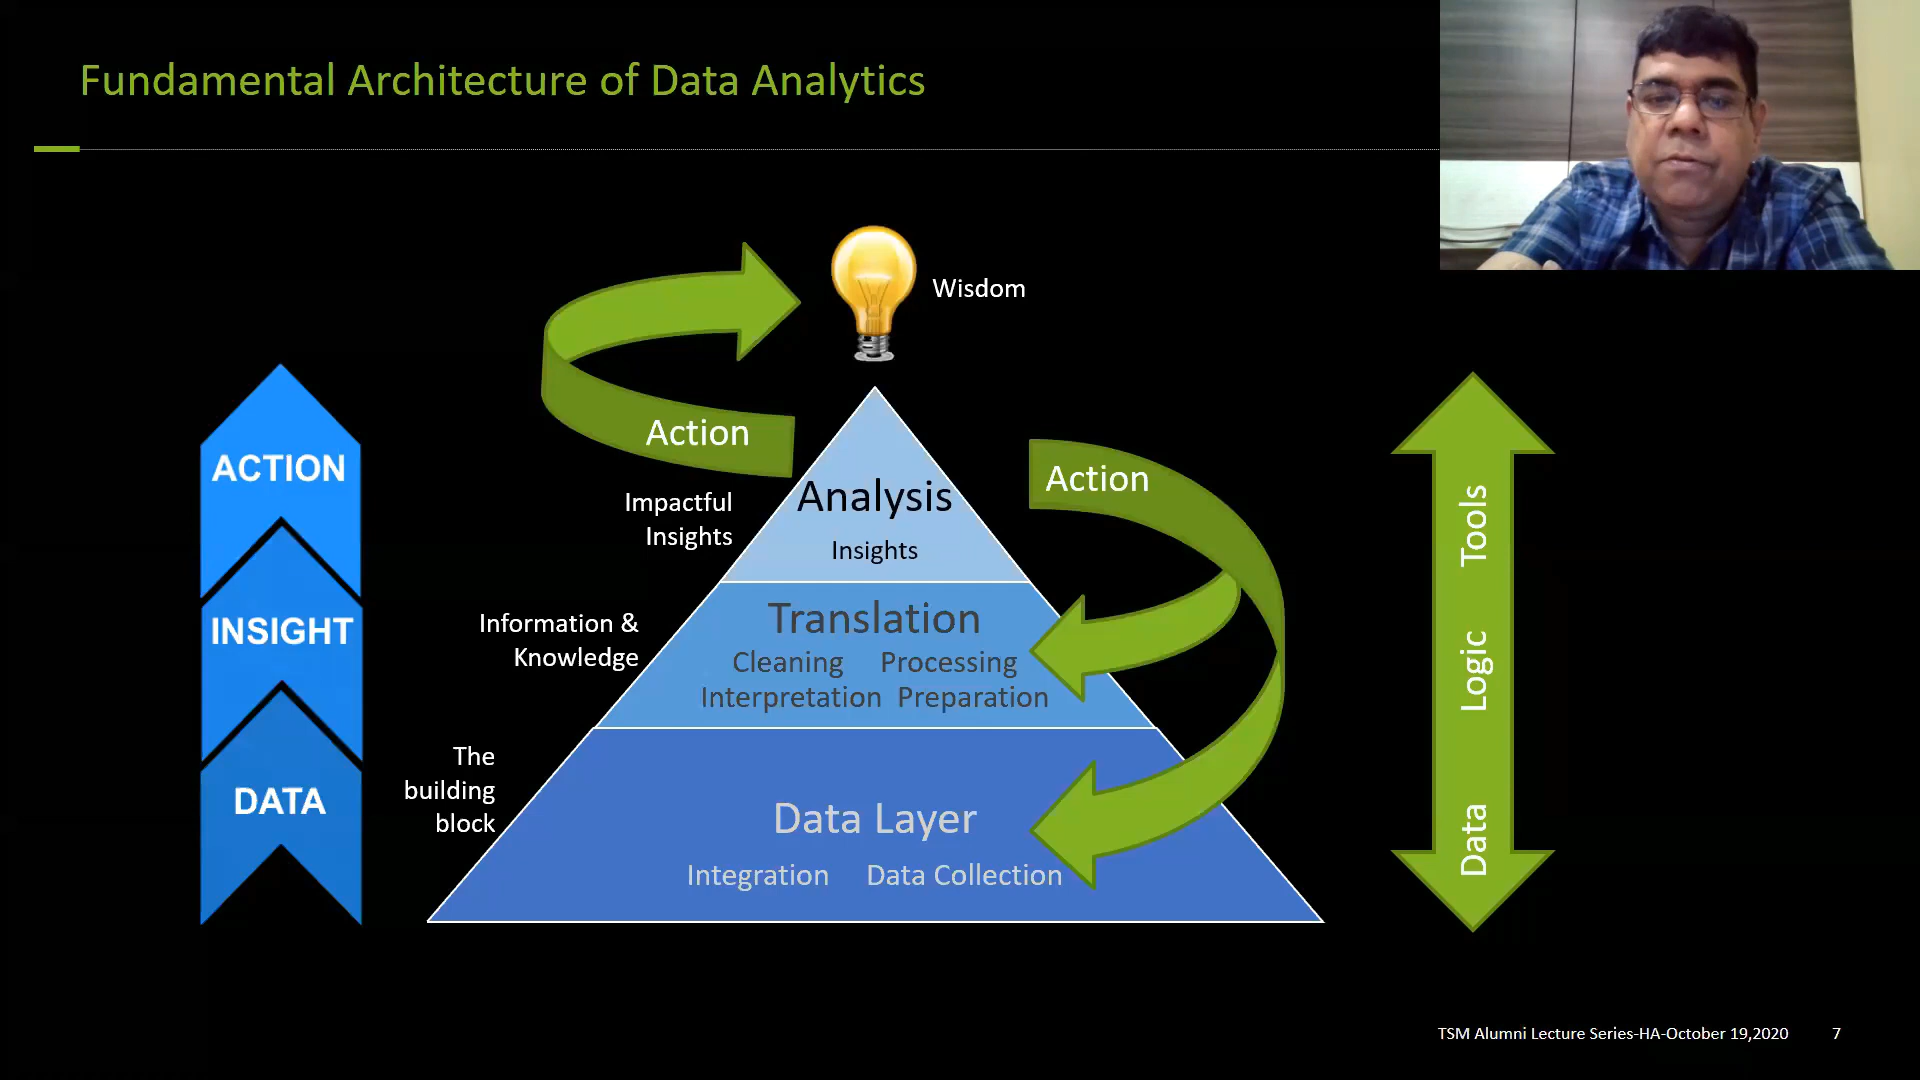 Fundamental Architecture of Data Analytics
Wisdom
ACTION
INSIGHT
DATA
Action
Impactful
Insights
Information &
Knowledge
The
building
block
Analysis
Insights
Translation
Cleaning Processing
Interpretation Preparation
Data Layer
Integration Data Collection
Action
Tools
Logic
Data
TSM Alumni Lecture Series-HA-October 19,2020 7